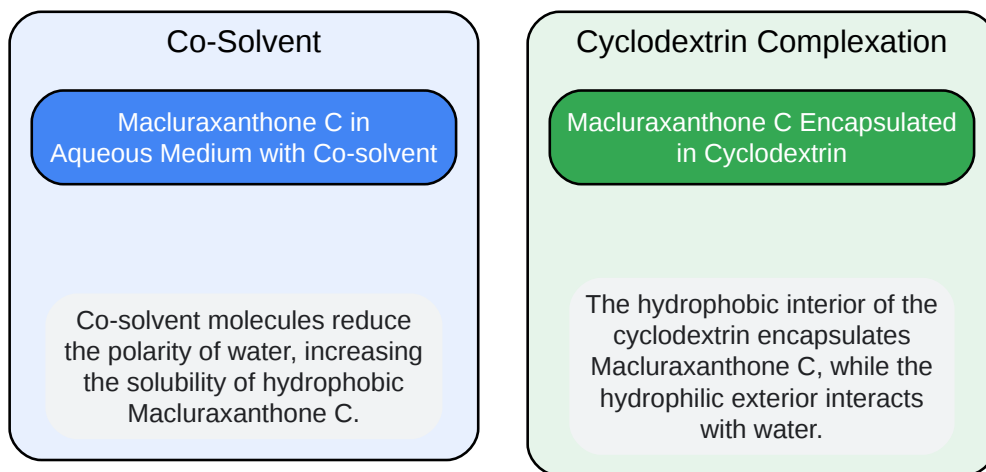 Co-Solvent
Macluraxanthone C in
Aqueous Medium with Co-solvent
Co-solvent molecules reduce
the polarity of water, increasing
the solubility of hydrophobic
Macluraxanthone C.
Cyclodextrin Complexation
Macluraxanthone C Encapsulated
in Cyclodextrin
The hydrophobic interior of the
cyclodextrin encapsulates
Macluraxanthone C, while the
hydrophilic exterior interacts
with water.